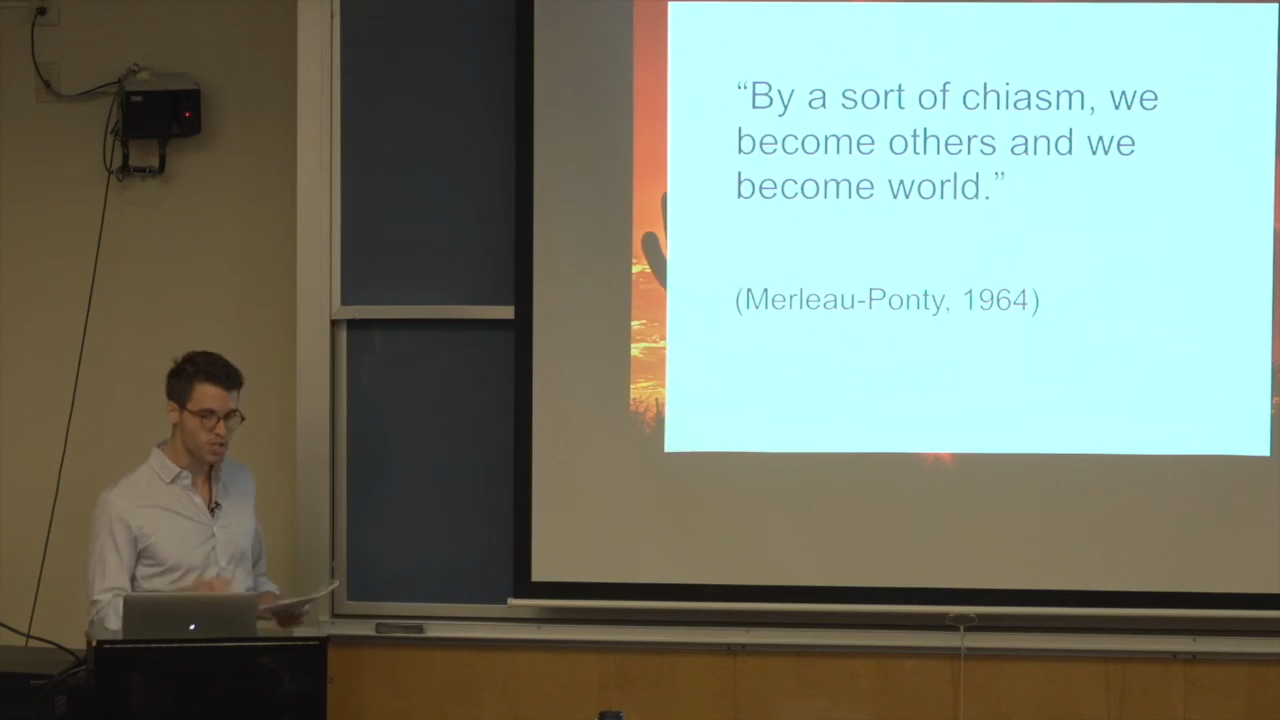 “By a sort of chiasm, we
become others and we
become world.”
(Merleau-Ponty, 1964)